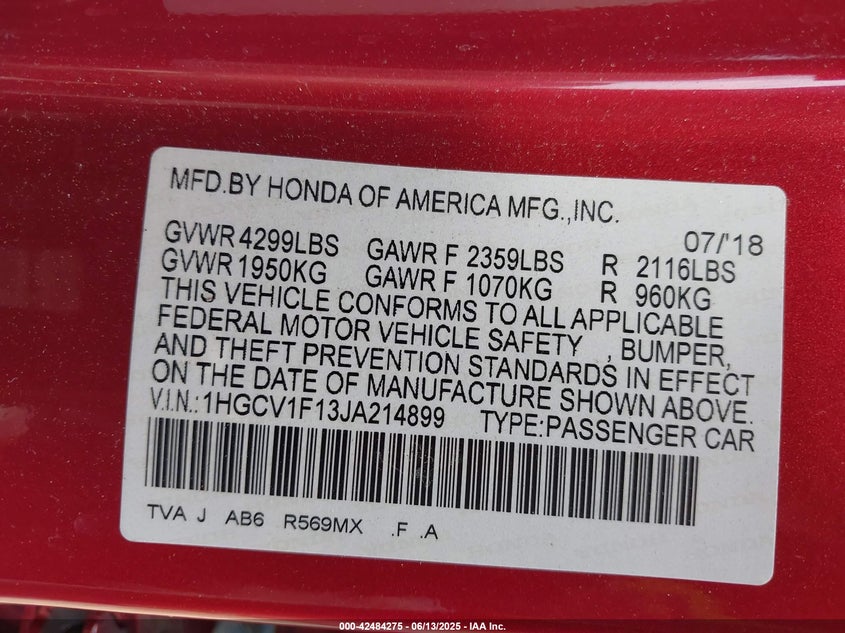 MFD.BY HONDA OF AMERICA MFG.,INC.
07/'18
GVWR 4299LBS GAWR F 2359LBS R 2116LBS
GVWR 1950KG GAWR F 1070KG R 960KG
THIS VEHICLE CONFORMS TO ALL APPLICABLE
FEDERAL MOTOR VEHICLE SAFETY , BUMPER,
AND THEFT PREVENTION STANDARDS IN EFFECT
ON THE DATE OF MANUFACTURE SHOWN ABOVE.
V.I.N.:1HGCV1F13JA214899 TYPE:PASSENGER CAR
TVA J AB6 R569MX .F .A
000-42484275 - 06/13/2025 - IAA Inc.